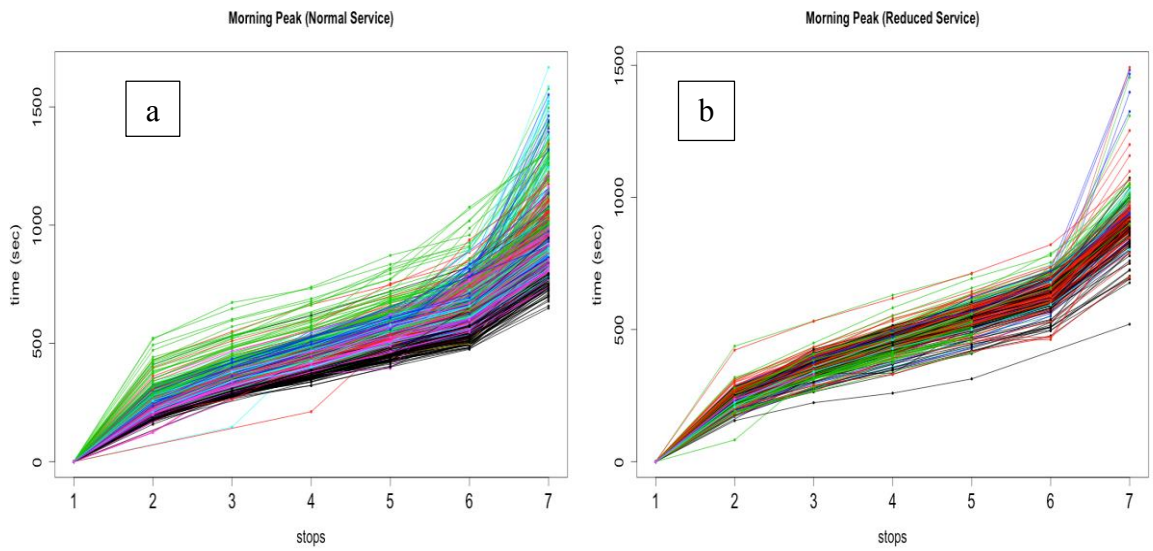 Morning Peak (Normal Service)
a
time (sec)
1500
1000
500
0
1 2 3 4 5 6 7
stops
Morning Peak (Reduced Service)
b
time (sec)
1500
1000
500
0
1 2 3 4 5 6 7
stops